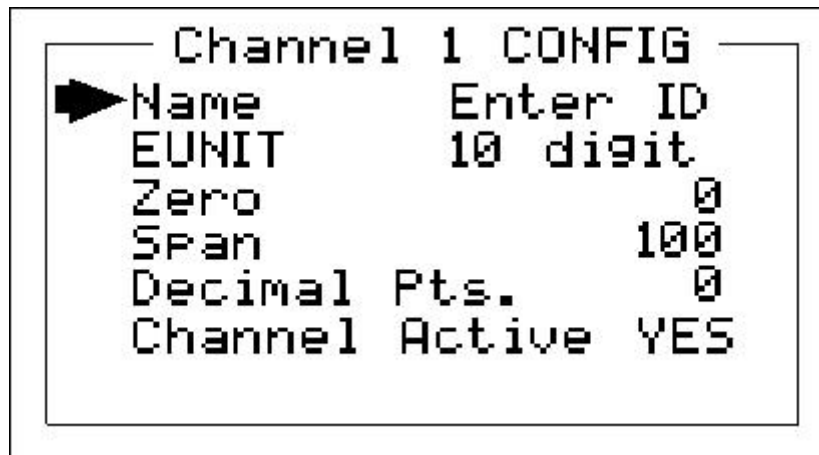 Channel 1 CONFIG
Name Enter ID
EUNIT 10 digit
Zero 0
Span 100
Decimal Pts. 0
Channel Active YES